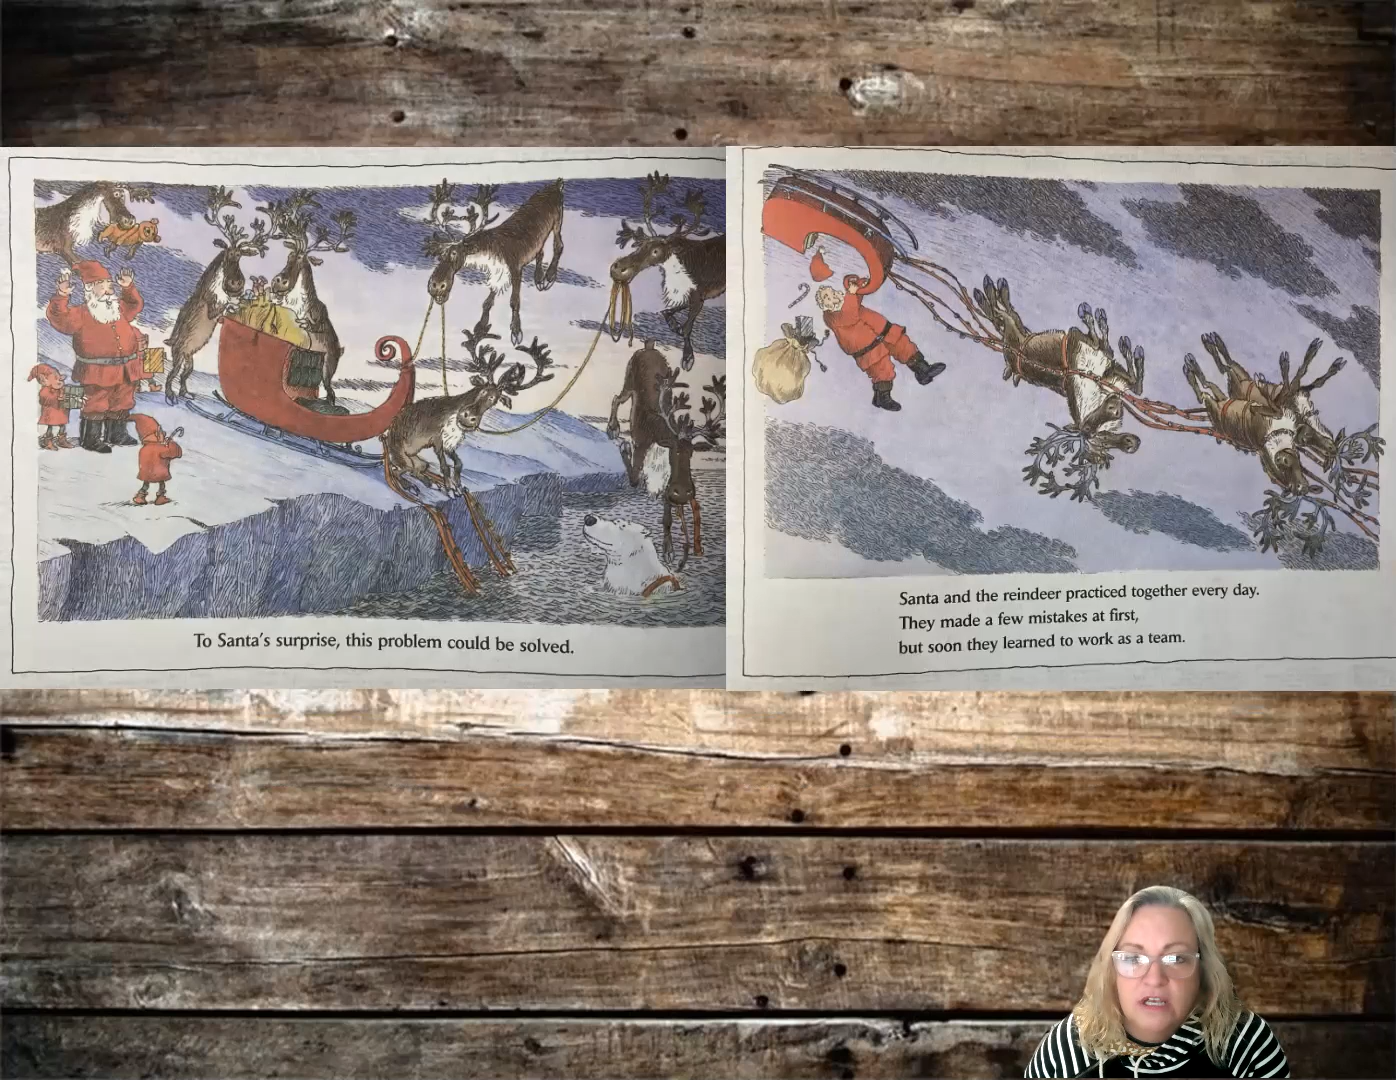 To Santa's surprise, this problem could be solved.
Santa and the reindeer practiced together every day.
They made a few mistakes at first,
but soon they learned to work as a team.